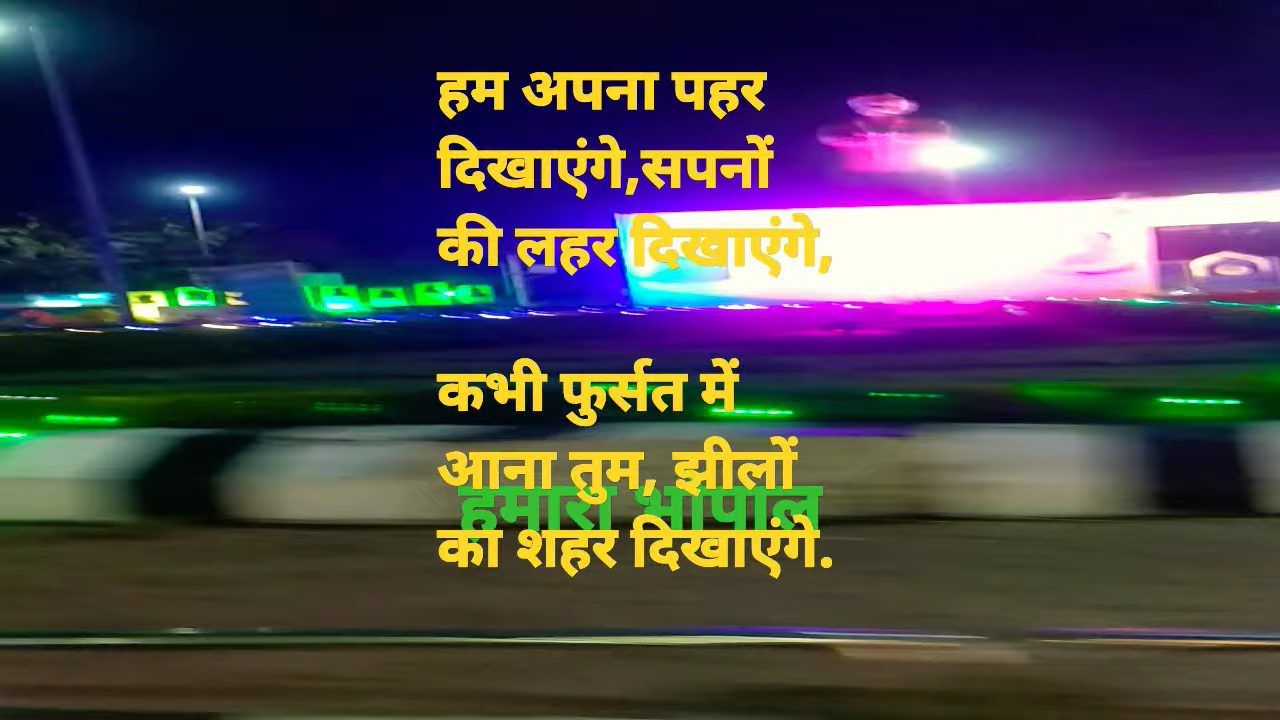 हम अपना पहर
दिखाएंगे,सपनों
की लहर दिखाएंगे,
कभी फुर्सत में
आना तुम, झीलों
हमारा भोपाल
का शहर दिखाएंगे.